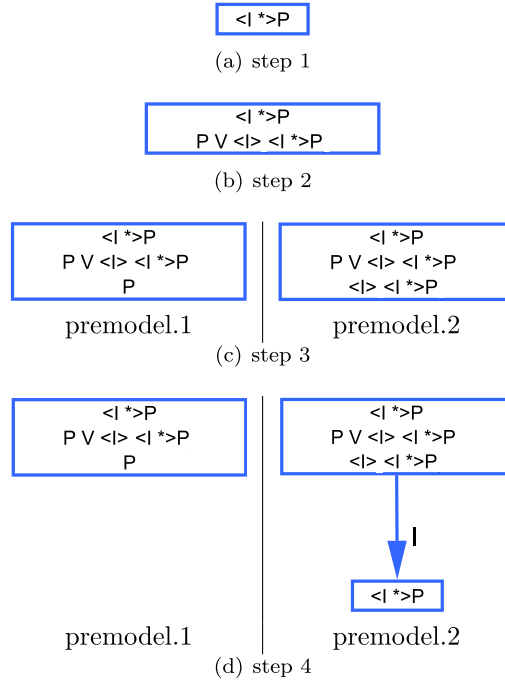 <I *>P
(a) step 1
<I *>P
P V <I> <I *>P
(b) step 2
<I *>P
P V <I> <I *>P
P
premodel.1
<I *>P
P V <I> <I *>P
<I> <I *>P
premodel.2
(c) step 3
<I *>P
P V <I> <I *>P
P
premodel.1
<I *>P
P V <I> <I *>P
<I> <I *>P
I
<I *>P
premodel.2
(d) step 4